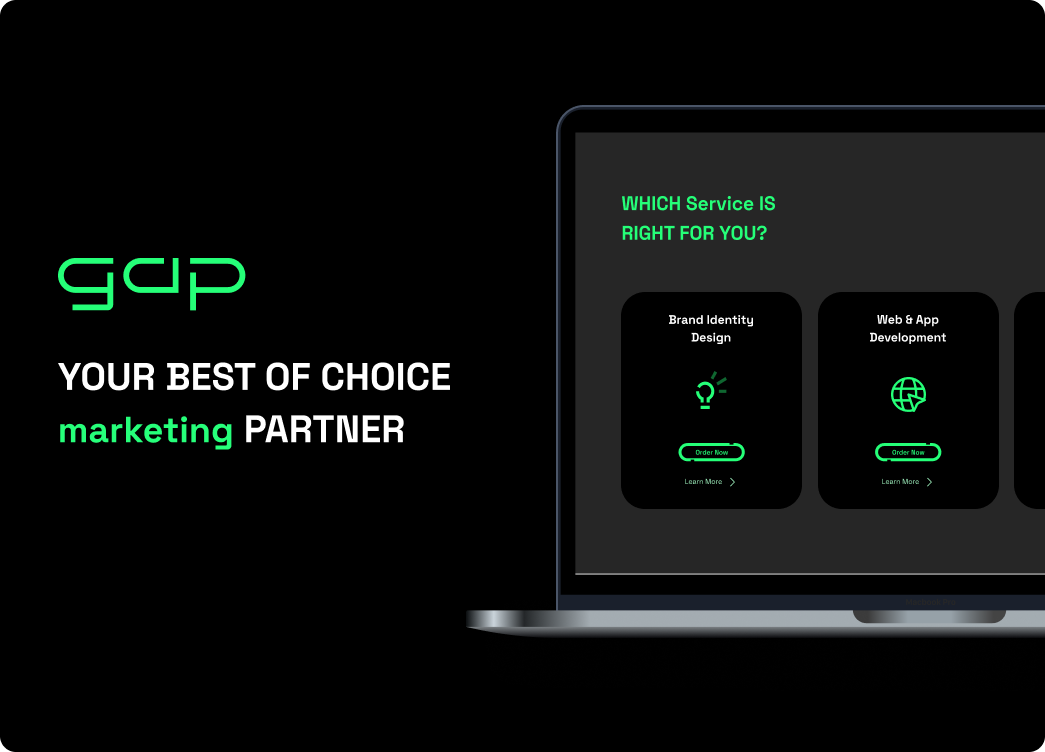 gap
YOUR BEST OF CHOICE
marketing PARTNER
WHICH Service IS
RIGHT FOR YOU?
Brand Identity
Design
Order Now
Learn More
Web & App
Development
Order Now
Learn More